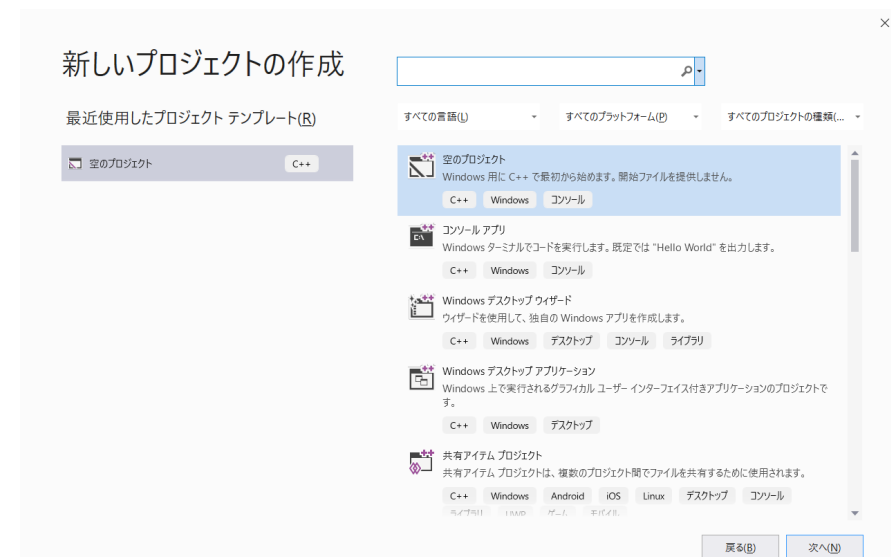 新しいプロジェクトの作成
最近使用したプロジェクト テンプレート(R)
空のプロジェクト C++
すべての言語(L) すべてのプラットフォーム(P) すべてのプロジェクトの種類(...
空のプロジェクト
Windows 用に C++ で最初から始めます。開始ファイルを提供しません。
C++ Windows コンソール
コンソール アプリ
Windows ターミナルでコードを実行します。既定では "Hello World" を出力します。
C++ Windows コンソール
Windows デスクトップ ウィザード
ウィザードを使用して、独自の Windows アプリを作成します。
C++ Windows デスクトップ コンソール ライブラリ
Windows デスクトップ アプリケーション
Windows 上で実行されるグラフィカル ユーザー インターフェイス付きアプリケーションのプロジェクトで
す。
C++ Windows デスクトップ
共有アイテム プロジェクト
共有アイテム プロジェクトは、複数のプロジェクト間でファイルを共有するために使用されます。
C++ Windows Android iOS Linux デスクトップ コンソール
ライブラリ UWP ゲーム モバイル
戻る(B) 次へ(N)